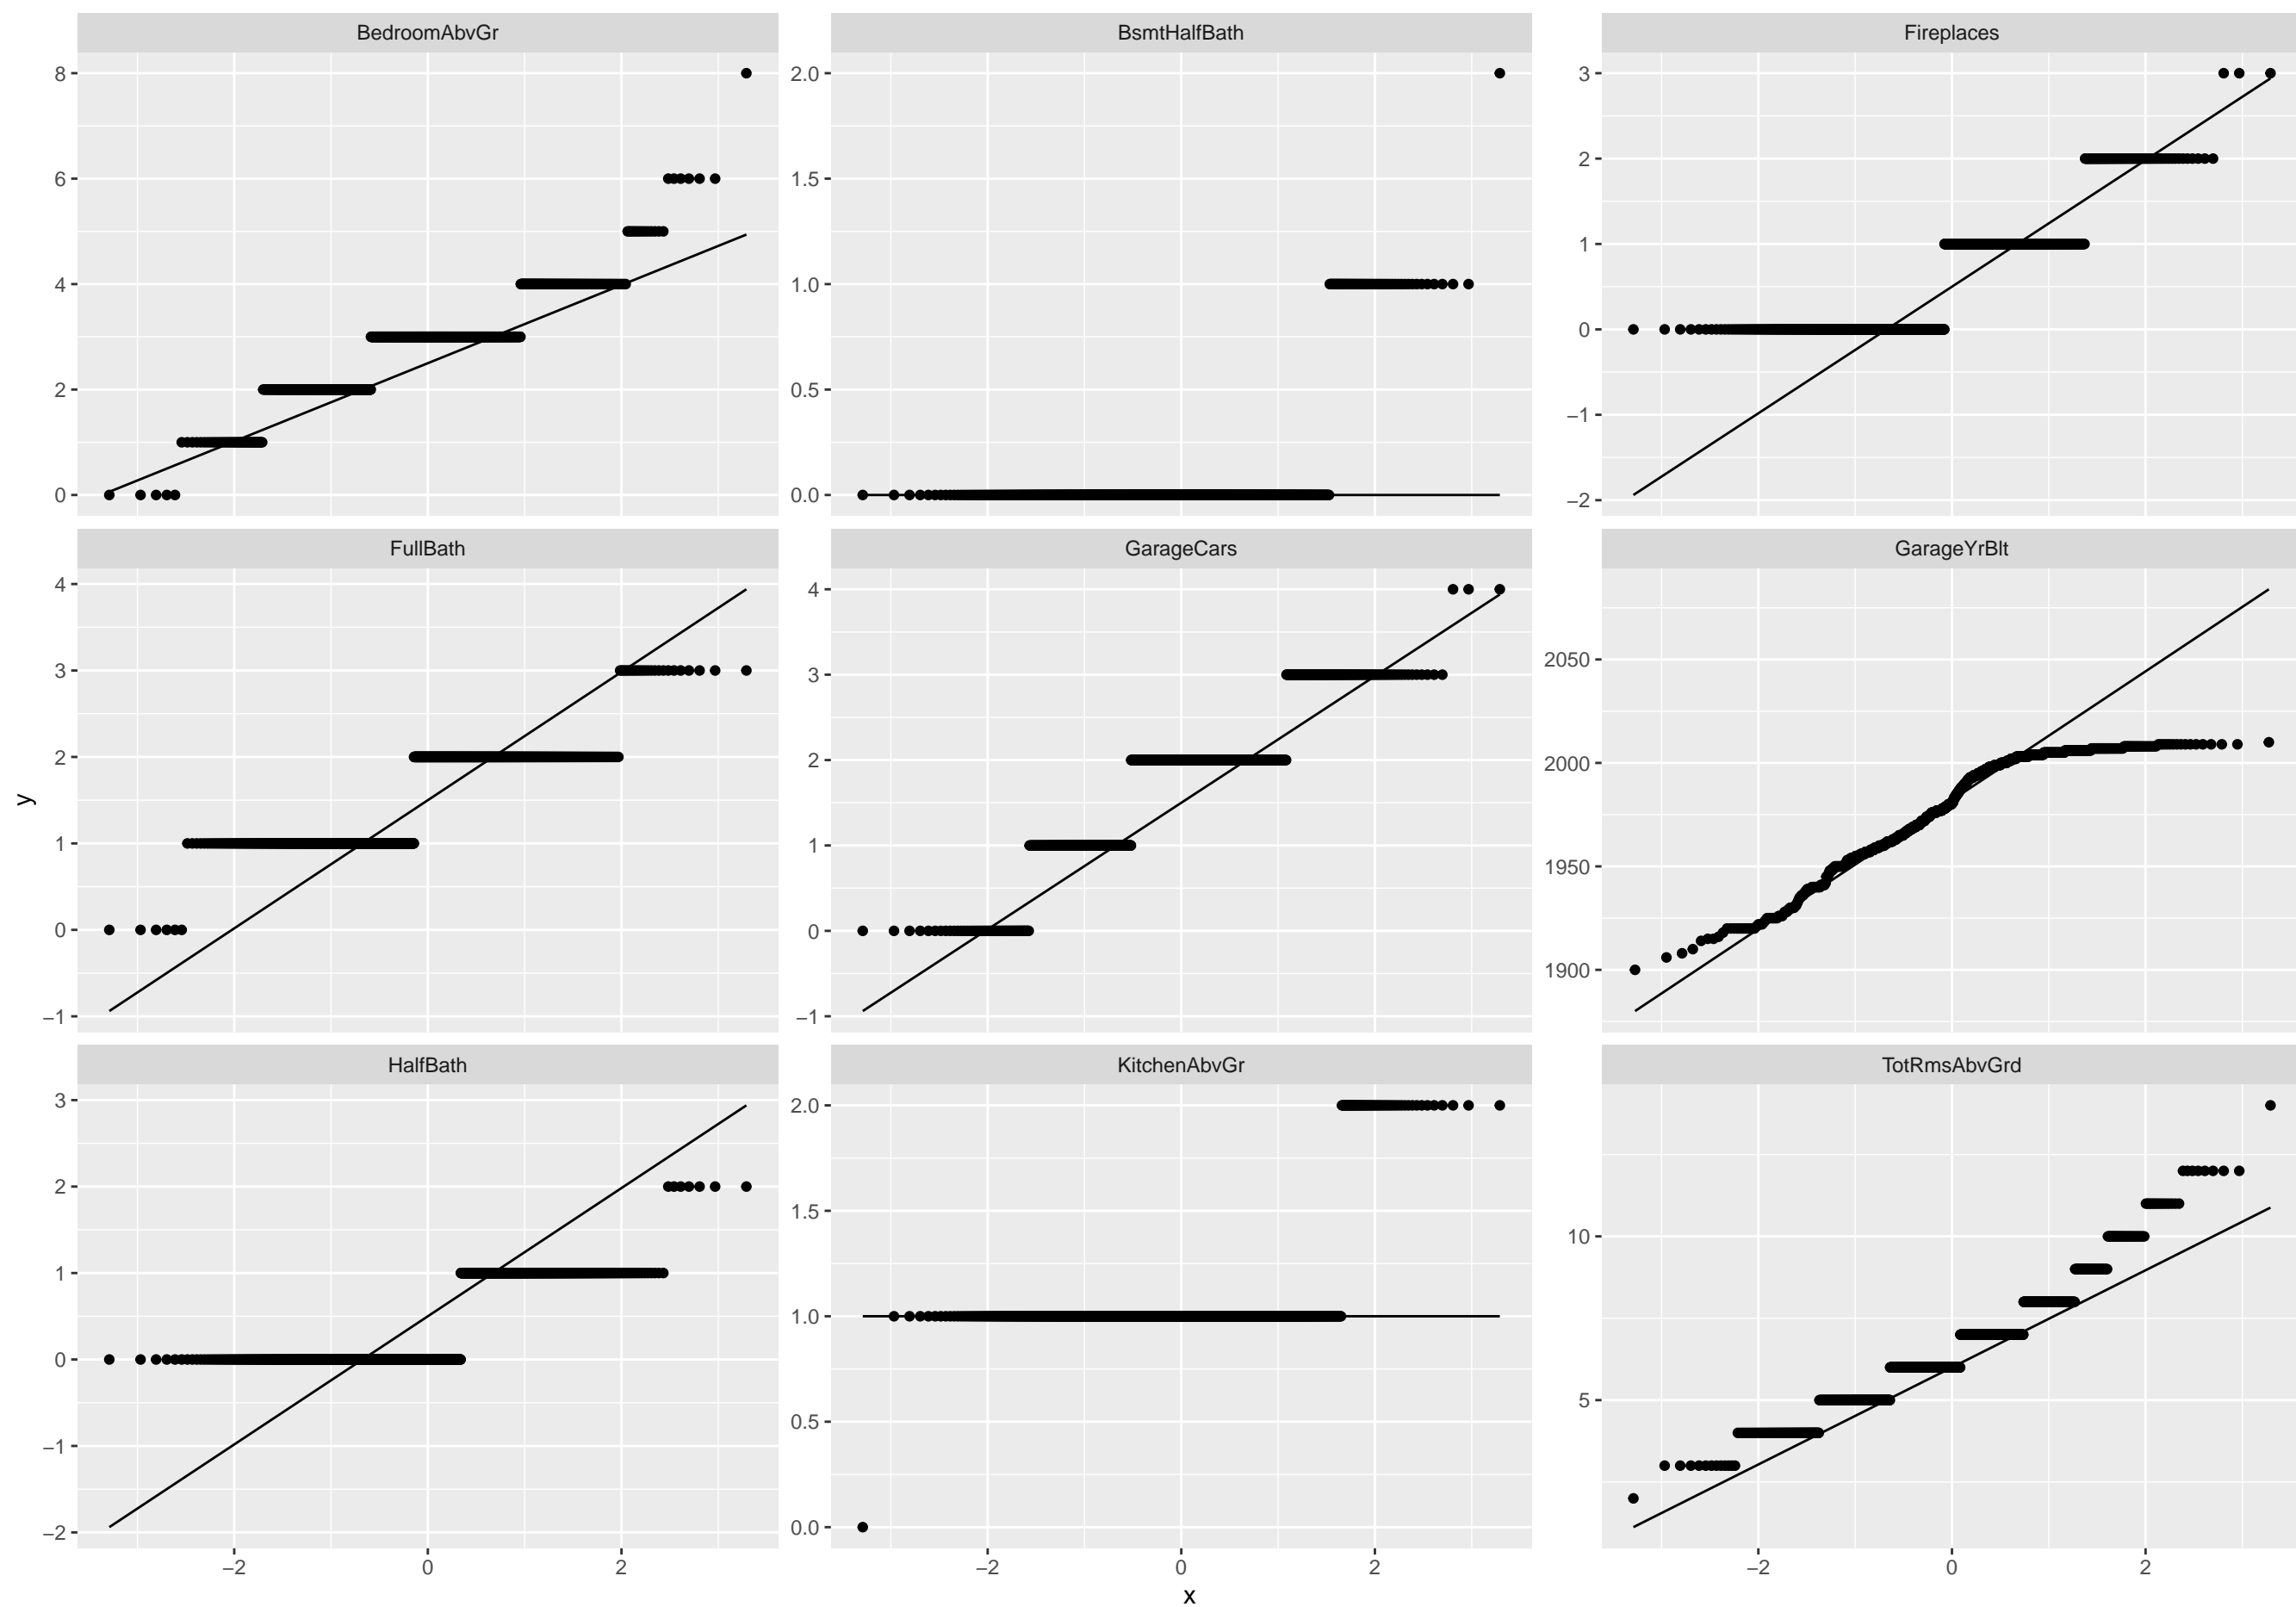 BedroomAbvGr BsmtHalfBath Fireplaces
8 2.0 3
6 1.5 2
4 1.0 1
2 0.5 0
0 0.0 −1
−2
FullBath GarageCars GarageYrBlt
4 4
3 3 2050
2 2 2000
1 1 1950
0 0 1900
−1 −1
y
HalfBath KitchenAbvGr TotRmsAbvGrd
3 2.0
2 1.5 10
1 1.0 5
0 0.5
−1 0.0
−2
−2 0 2 −2 0 2 −2 0 2
x